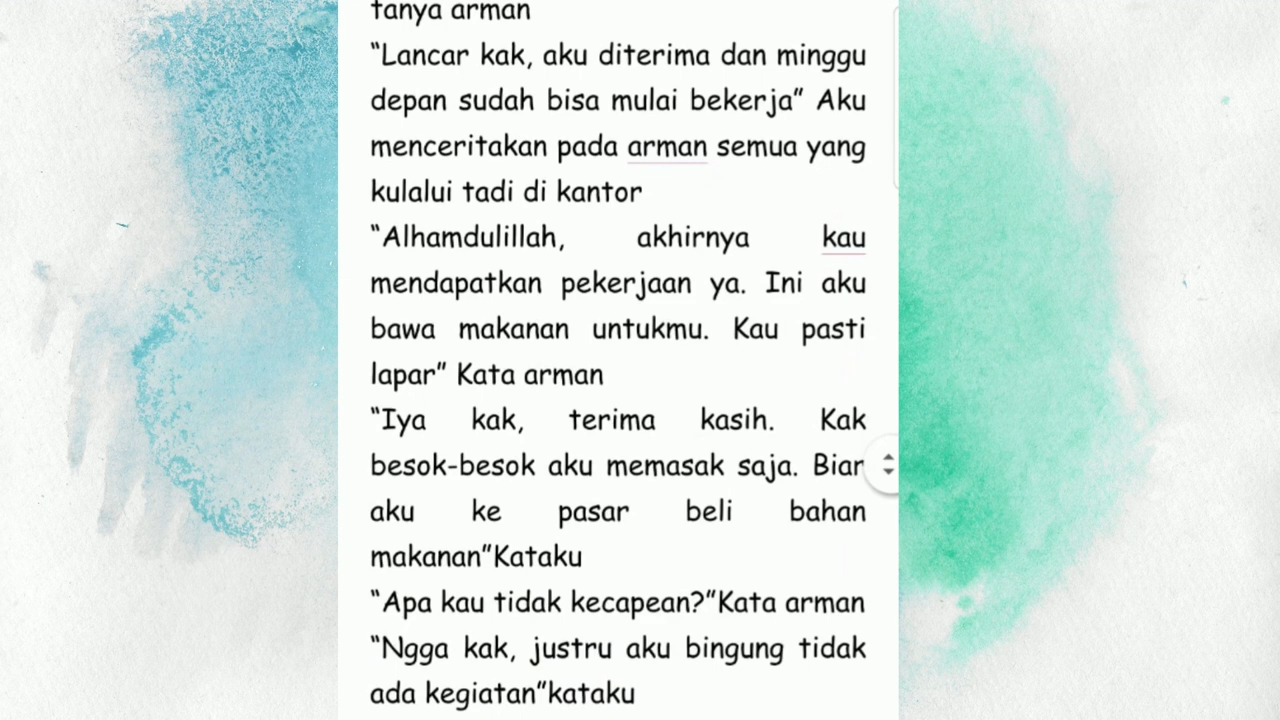 tanya arman
“Lancar kak, aku diterima dan minggu
depan sudah bisa mulai bekerja” Aku
menceritakan pada arman semua yang
kulalui tadi di kantor
“Alhamdulillah, akhirnya kau
mendapatkan pekerjaan ya. Ini aku
bawa makanan untukmu. Kau pasti
lapar” Kata arman
“Iya kak, terima kasih. Kak
besok-besok aku memasak saja. Biar
aku ke pasar beli bahan
makanan”Kataku
“Apa kau tidak kecapean?”Kata arman
“Ngga kak, justru aku bingung tidak
ada kegiatan”kataku